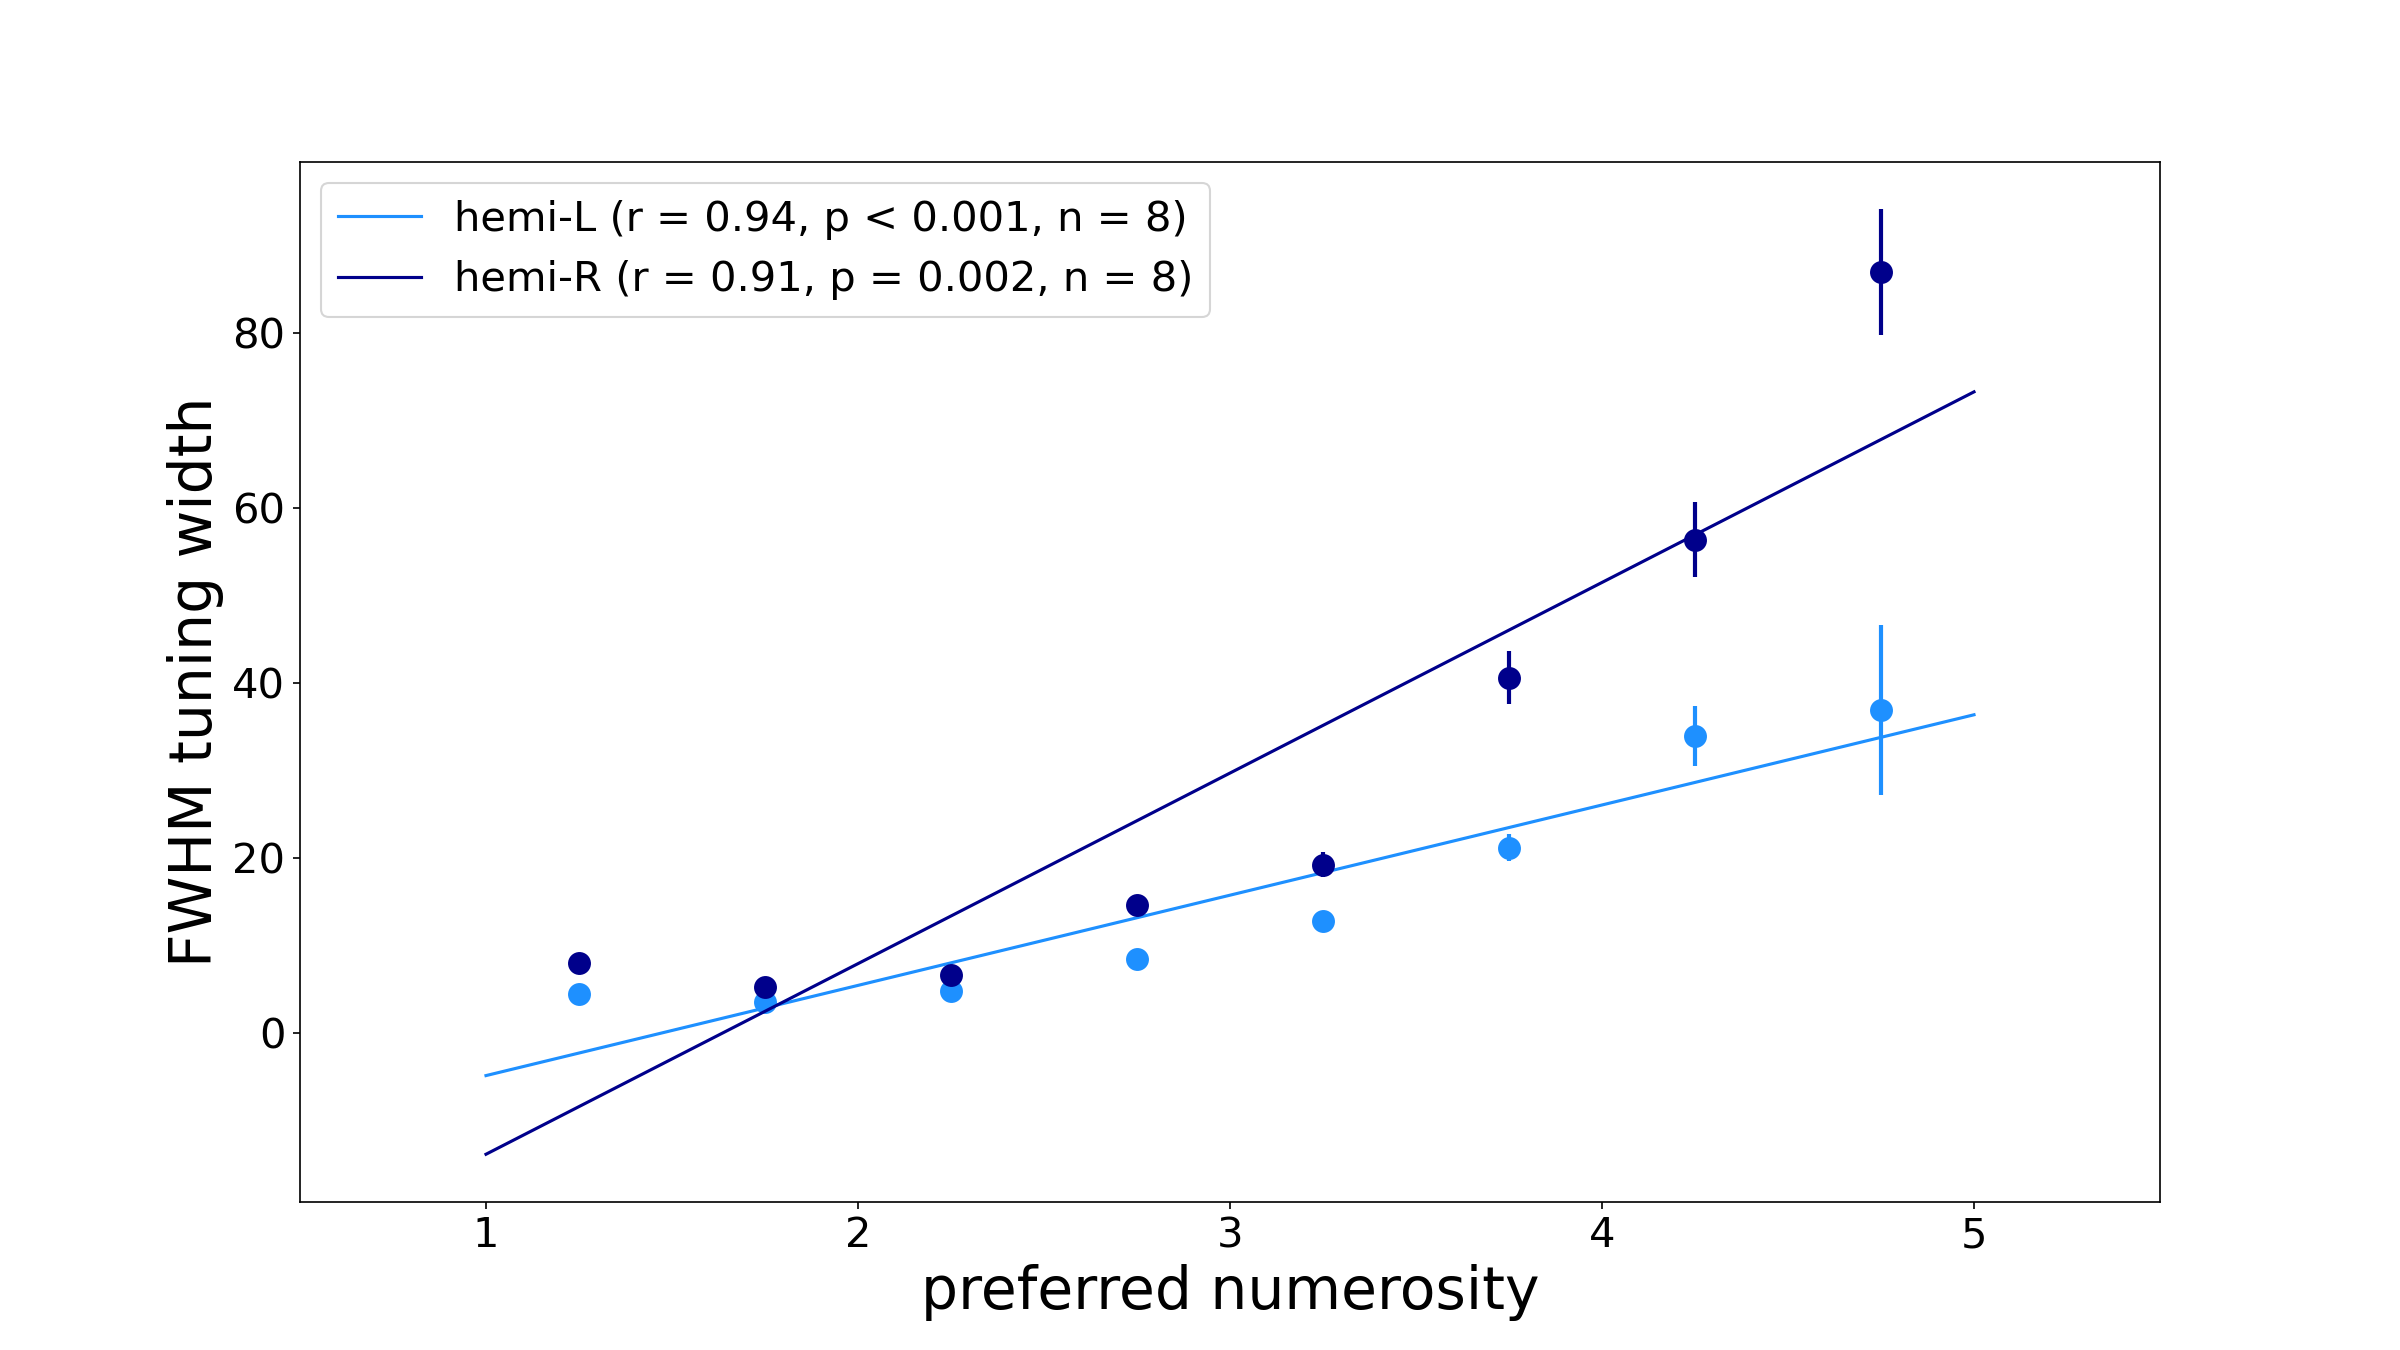 hemi-L (r = 0.94, p < 0.001, n = 8)
hemi-R (r = 0.91, p = 0.002, n = 8)
FWHM tuning width
80
60
40
20
0
1 2 3 4 5
preferred numerosity